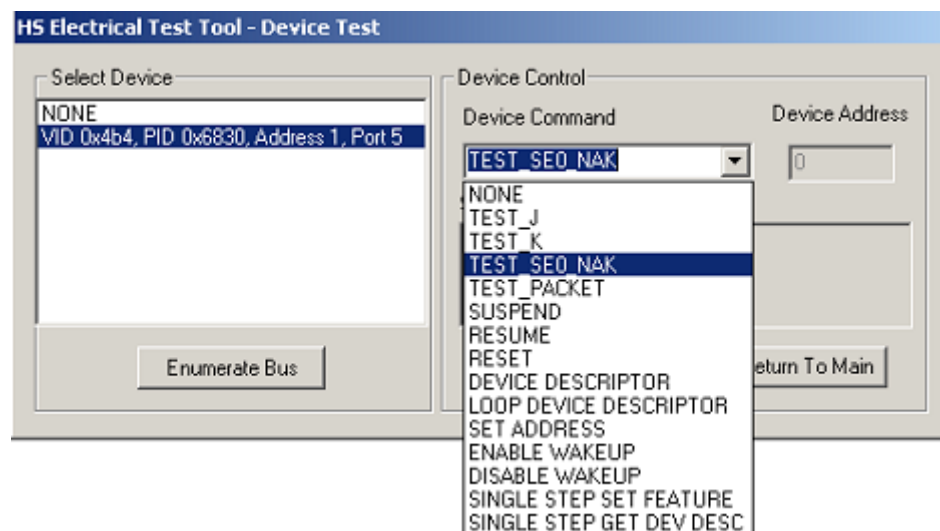 HS Electrical Test Tool - Device Test
Select Device
NONE
VID 0x4b4, PID 0x6830, Address 1, Port 5
Enumerate Bus
Device Control
Device Command
Device Address
TEST_SE0_NAK
0
NONE
TEST_J
TEST_K
TEST_SE0_NAK
TEST_PACKET
SUSPEND
RESUME
RESET
DEVICE DESCRIPTOR
LOOP DEVICE DESCRIPTOR
SET ADDRESS
ENABLE WAKEUP
DISABLE WAKEUP
SINGLE STEP SET FEATURE
SINGLE STEP GET DEV DESC
eturn To Main